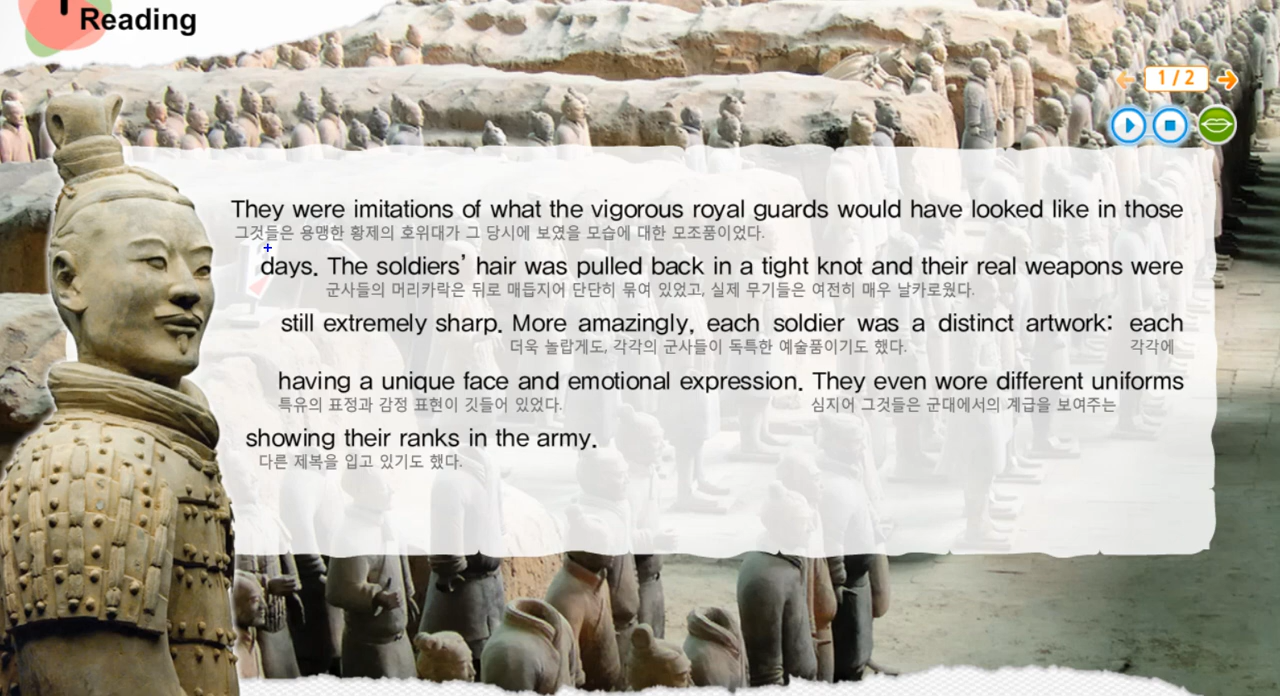 Reading
1 / 2
They were imitations of what the vigorous royal guards would have looked like in those
그것들은 용맹한 황제의 호위대가 그 당시에 보였을 모습에 대한 모조품이었다.
days. The soldiers’ hair was pulled back in a tight knot and their real weapons were
군사들의 머리카락은 뒤로 매듭지어 단단히 묶여 있었고, 실제 무기들은 여전히 매우 날카로웠다.
still extremely sharp. More amazingly, each soldier was a distinct artwork: each
더욱 놀랍게도, 각각의 군사들이 독특한 예술품이기도 했다. 각각에
having a unique face and emotional expression. They even wore different uniforms
특유의 표정과 감정 표현이 깃들어 있었다. 심지어 그것들은 군대에서의 계급을 보여주는
showing their ranks in the army.
다른 제복을 입고 있기도 했다.